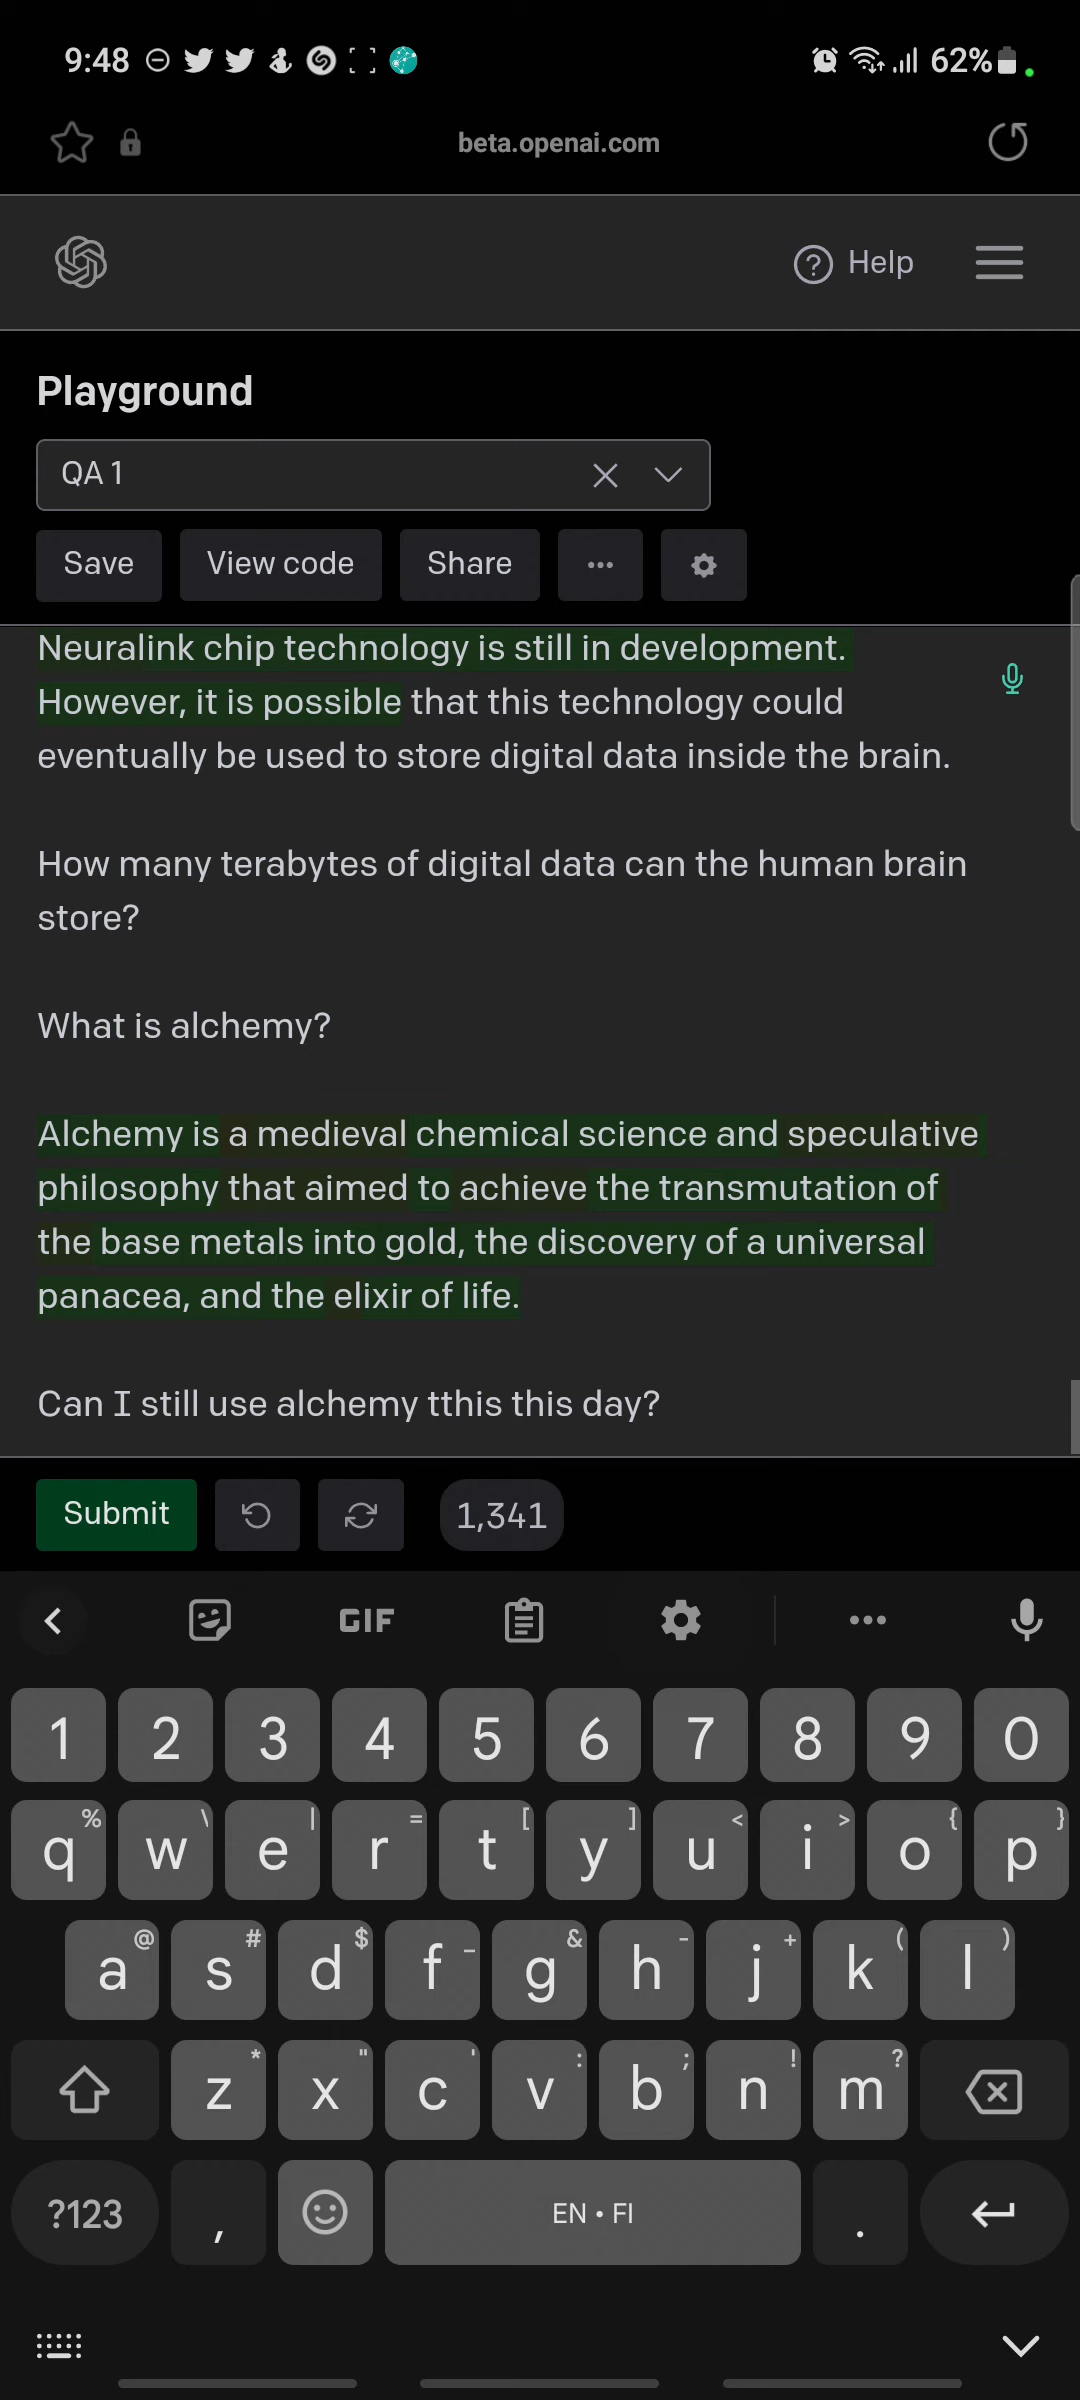 9:48
62%
beta.openai.com
Help
Playground
QA 1
Save
View code
Share
Neuralink chip technology is still in development.
However, it is possible that this technology could
eventually be used to store digital data inside the brain.
How many terabytes of digital data can the human brain
store?
What is alchemy?
Alchemy is a medieval chemical science and speculative
philosophy that aimed to achieve the transmutation of
the base metals into gold, the discovery of a universal
panacea, and the elixir of life.
Can I still use alchemy tthis this day?
Submit
1,341
GIF
1 2 3 4 5 6 7 8 9 0
% \ | = [ ] < > { }
q w e r t y u i o p
@ # $ _ & - + ( )
a s d f g h j k l
* " ' : ; ! ?
z x c v b n m
?123 , EN • FI .